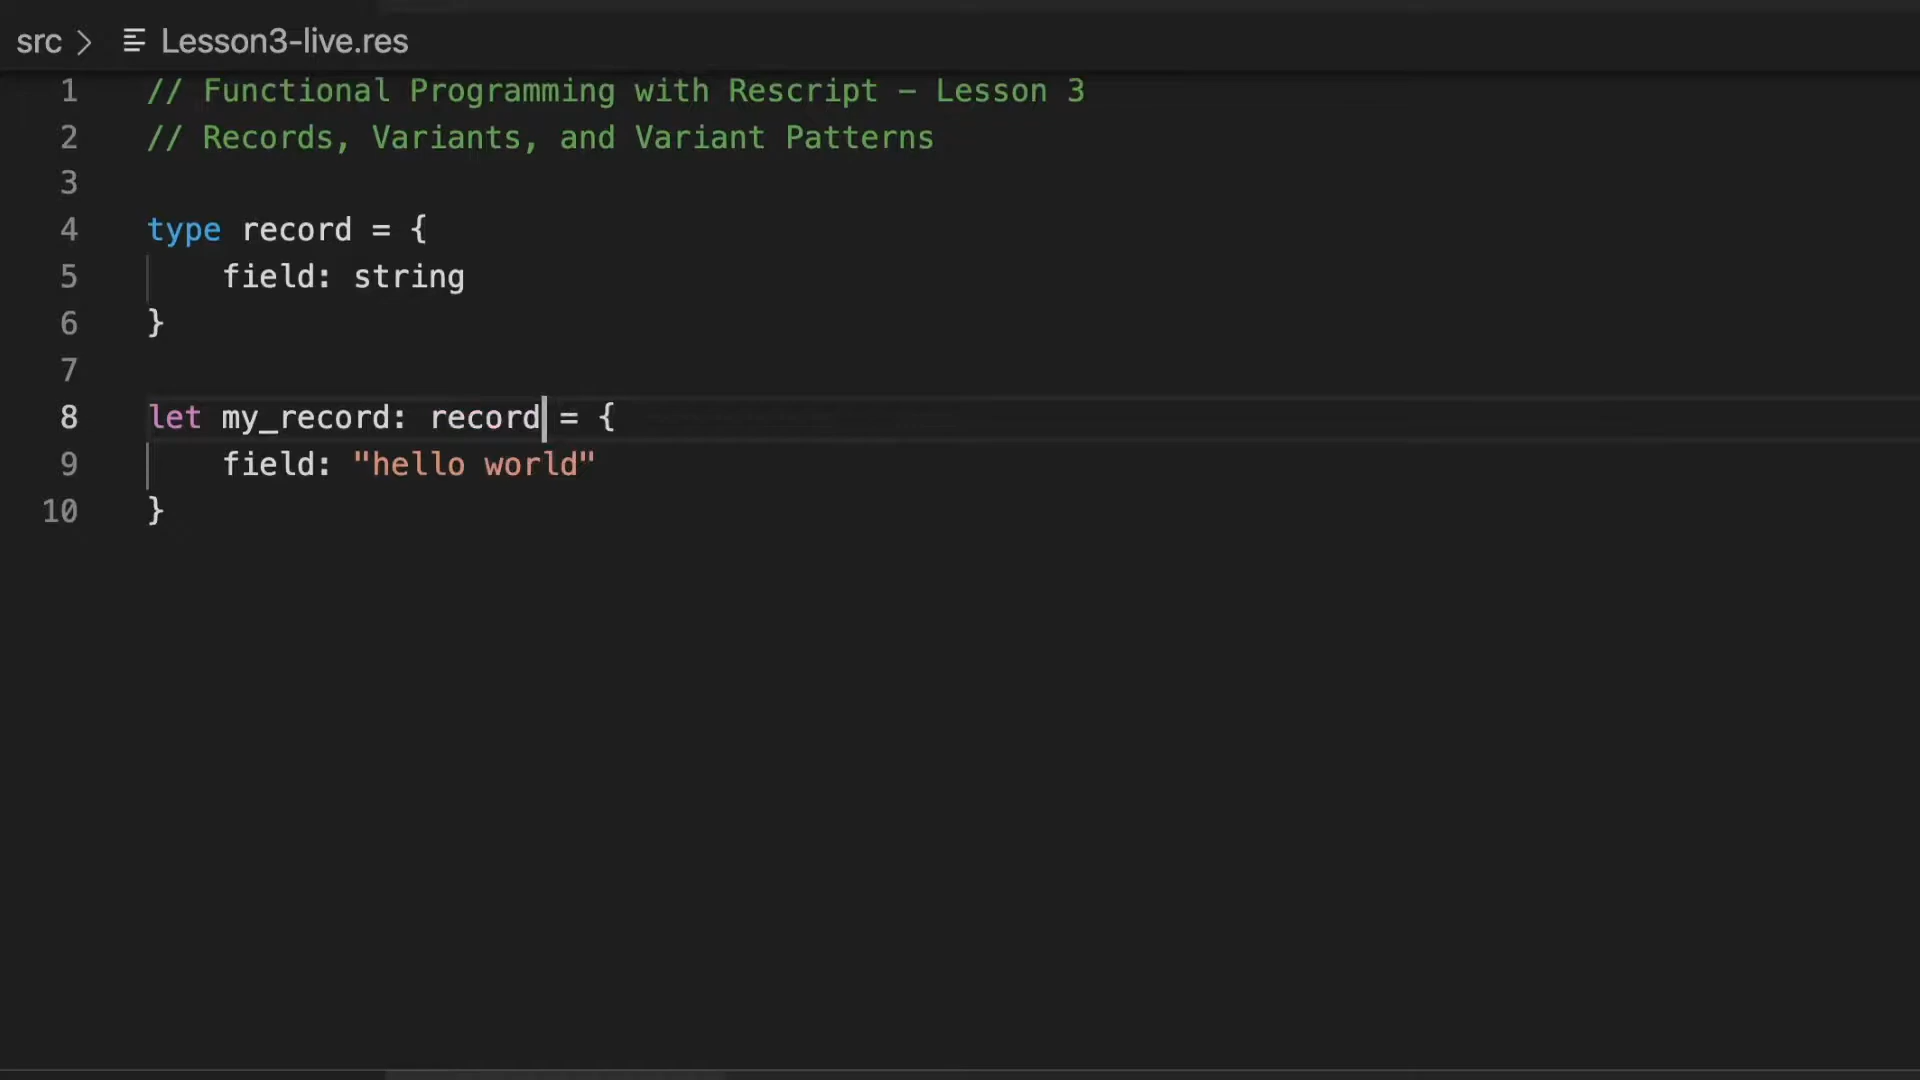 src > Lesson3-live.res
1 // Functional Programming with Rescript – Lesson 3
2 // Records, Variants, and Variant Patterns
3
4 type record = {
5     field: string
6 }
7
8 let my_record: record = {
9     field: "hello world"
10 }